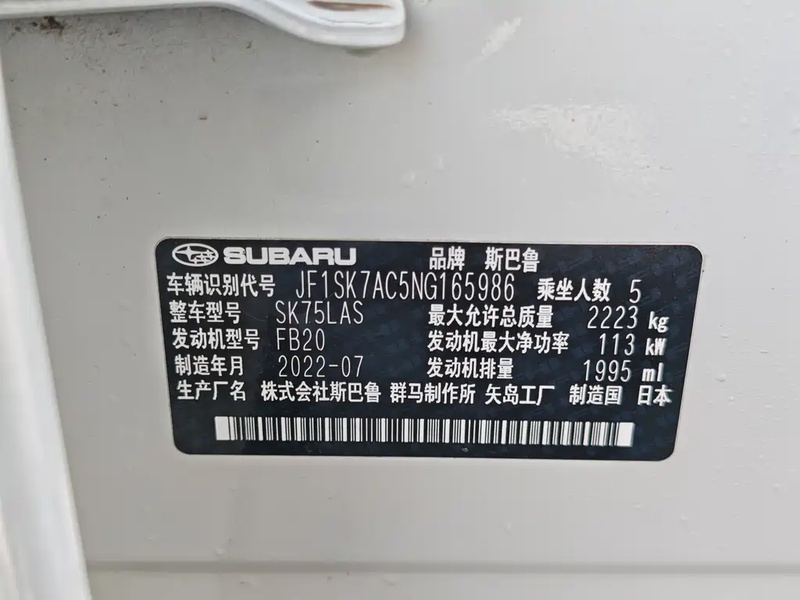 SUBARU 品牌 斯巴鲁
车辆识别代号 JF1SK7AC5NG165986 乘坐人数 5
整车型号 SK75LAS 最大允许总质量 2223 kg
发动机型号 FB20 发动机最大净功率 113 kW
制造年月 2022-07 发动机排量 1995 ml
生产厂名 株式会社斯巴鲁 群马制作所 矢岛工厂 制造国 日本